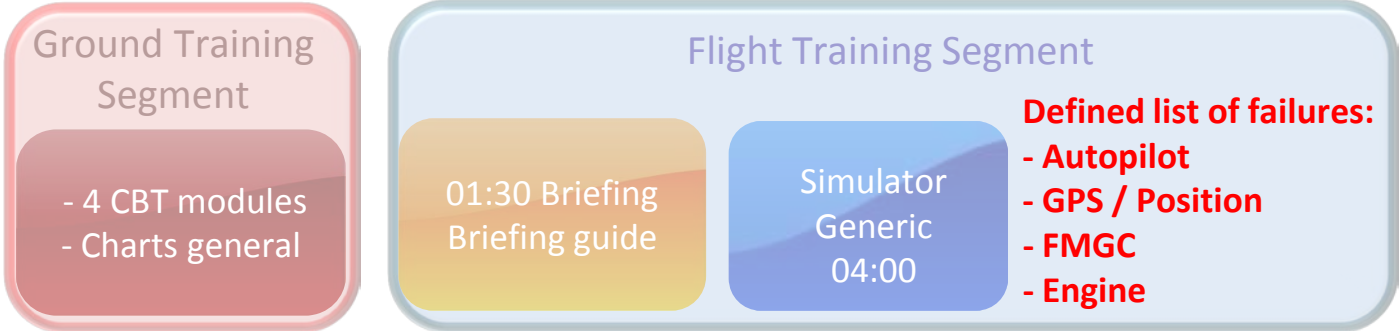 Ground Training
Segment
- 4 CBT modules
- Charts general
Flight Training Segment
01:30 Briefing
Briefing guide
Simulator
Generic
04:00
Defined list of failures:
- Autopilot
- GPS / Position
- FMGC
- Engine